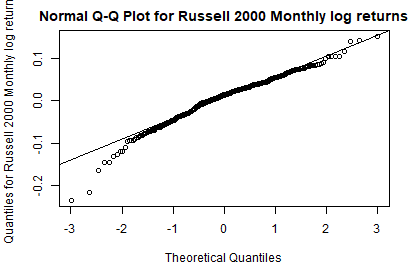 Normal Q-Q Plot for Russell 2000 Monthly log returns
Quantiles for Russell 2000 Monthly log return
0.1
0.0
-0.1
-0.2
-3 -2 -1 0 1 2 3
Theoretical Quantiles